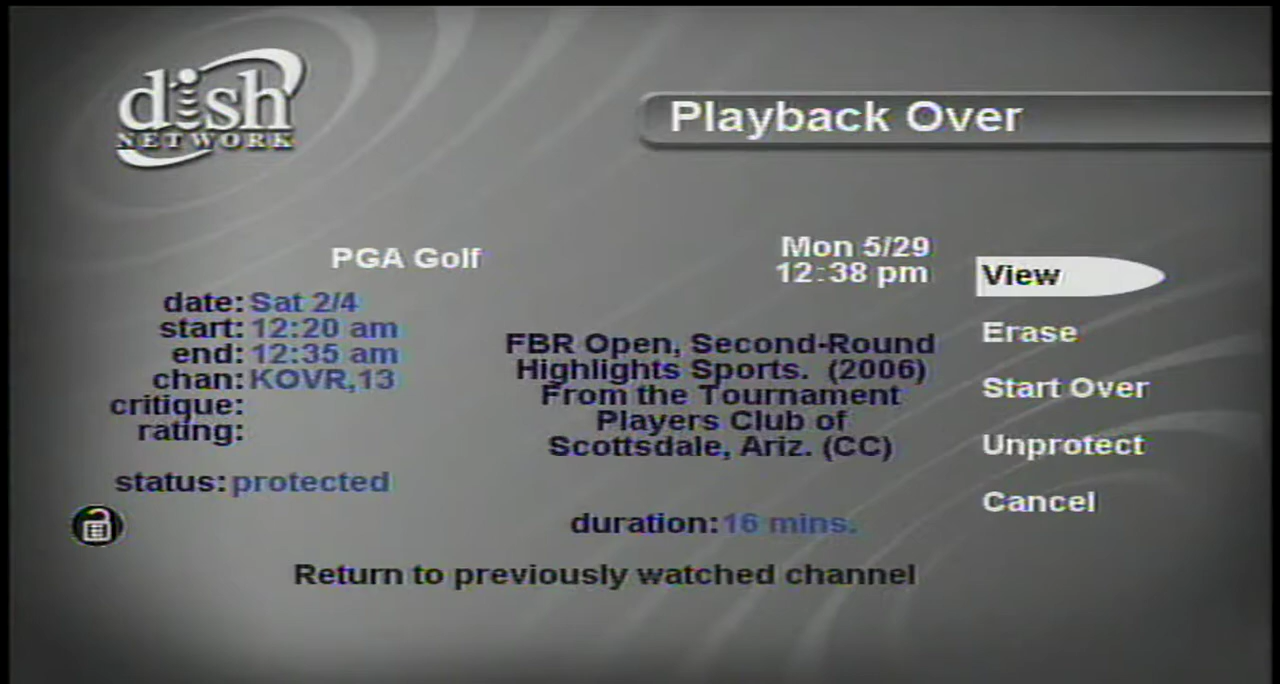 dish
NETWORK
Playback Over
PGA Golf
Mon 5/29
12:38 pm
date: Sat 2/4
start: 12:20 am
end: 12:35 am
chan: KOVR,13
critique:
rating:
status: protected
FBR Open, Second-Round
Highlights Sports. (2006)
From the Tournament
Players Club of
Scottsdale, Ariz. (CC)
duration: 16 mins.
View
Erase
Start Over
Unprotect
Cancel
Return to previously watched channel